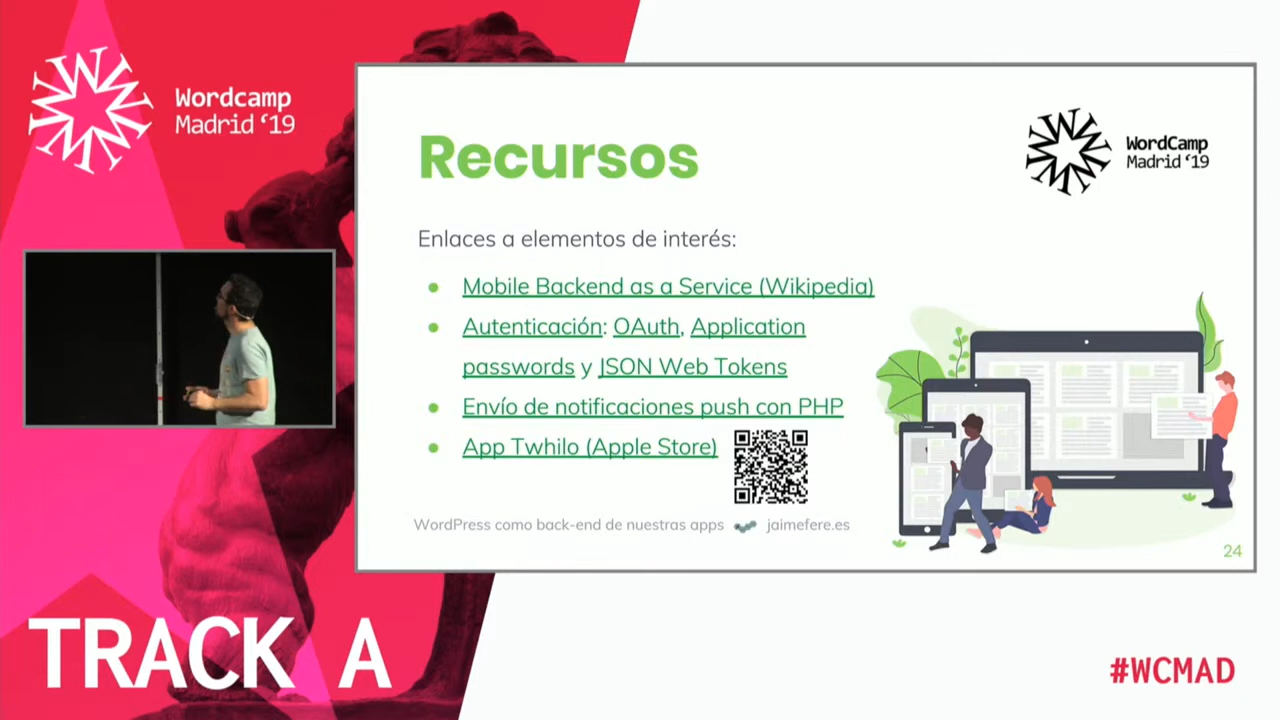 Wordcamp
Madrid ‘19
Recursos
WordCamp
Madrid ‘19
Enlaces a elementos de interés:
Mobile Backend as a Service (Wikipedia)
Autenticación: OAuth, Application
passwords y JSON Web Tokens
Envío de notificaciones push con PHP
App Twhilo (Apple Store)
WordPress como back-end de nuestras apps jaimefere.es
24
TRACK A
#WCMAD